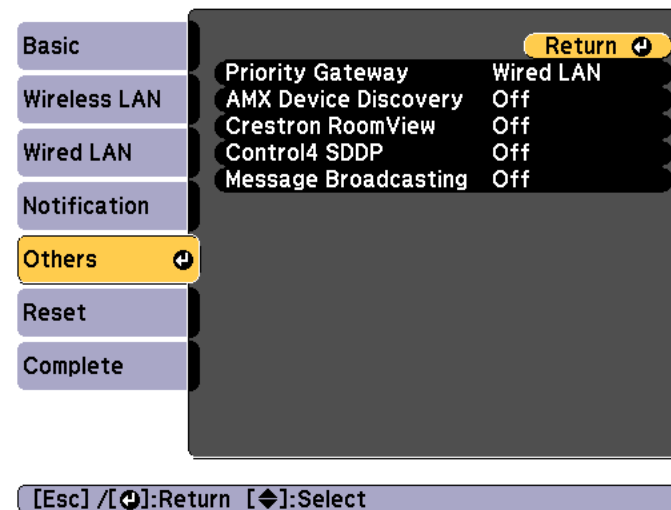 Basic
Wireless LAN
Wired LAN
Notification
Others
Reset
Complete
Return
Priority Gateway Wired LAN
AMX Device Discovery Off
Crestron RoomView Off
Control4 SDDP Off
Message Broadcasting Off
[Esc] /[⏎]:Return [◆]:Select